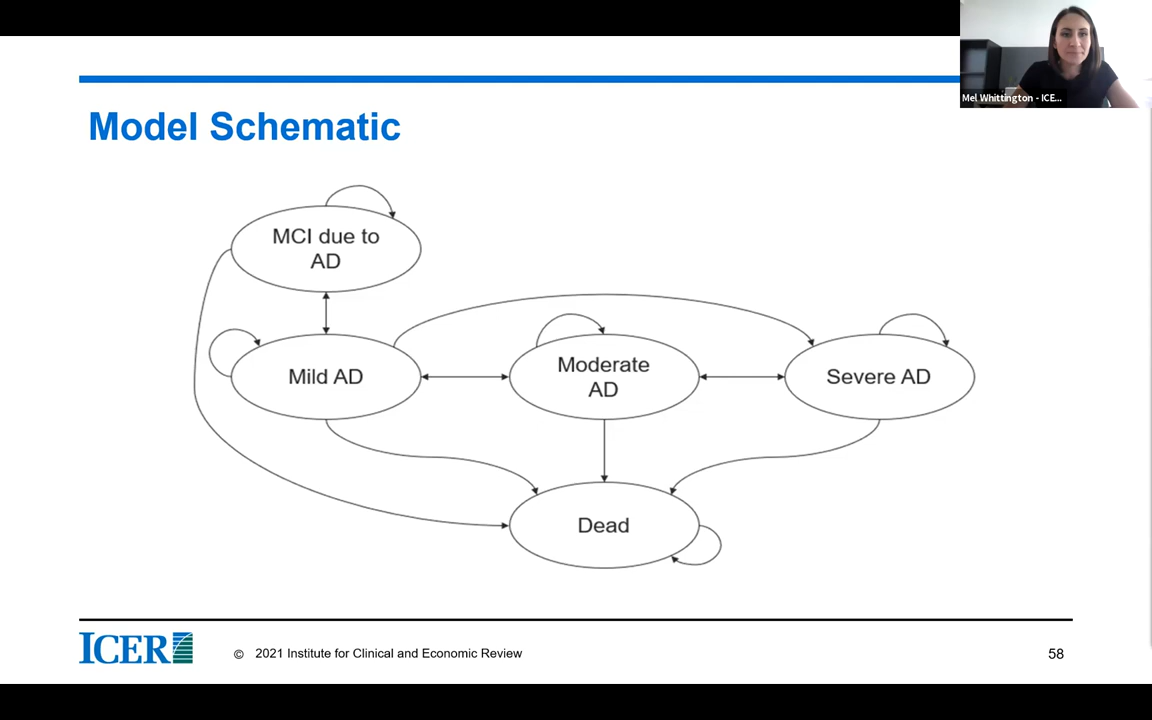 Mel Whittington - ICE...
Model Schematic
MCI due to
AD
Mild AD
Moderate
AD
Severe AD
Dead
ICER
© 2021 Institute for Clinical and Economic Review
58